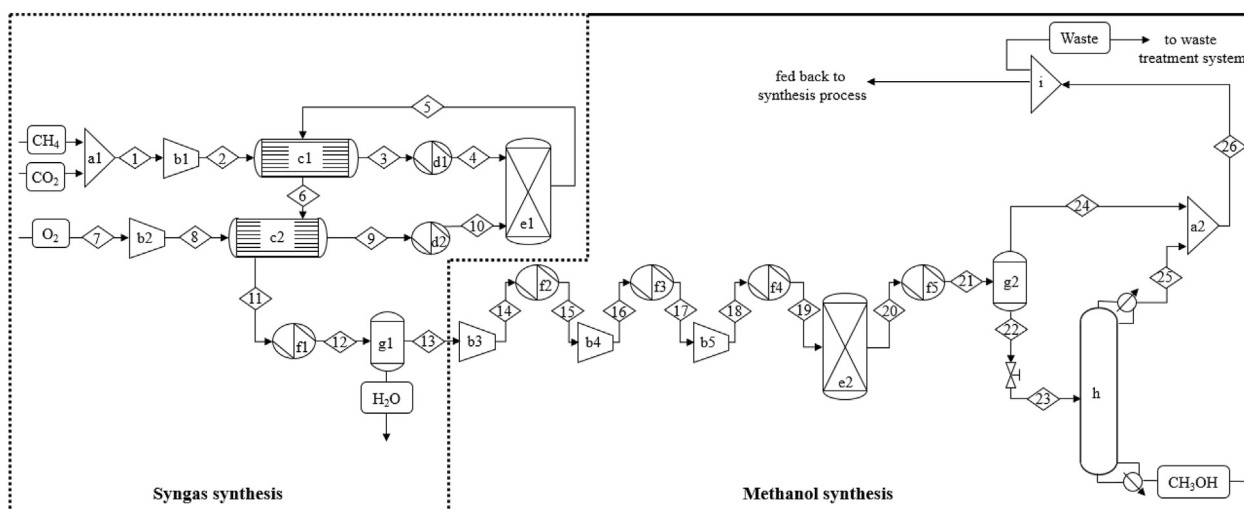 Waste
to waste
treatment system
fed back to
synthesis process
i
5
26
CH₄
CO₂
a1
1
b1
2
c1
3
d1
4
e1
6
24
a2
O₂
7
b2
8
c2
9
d2
10
25
11
f1
12
g1
13
H₂O
b3
14
f2
15
b4
16
f3
17
b5
18
f4
19
e2
20
f5
21
g2
22
23
h
CH₃OH
Syngas synthesis
Methanol synthesis